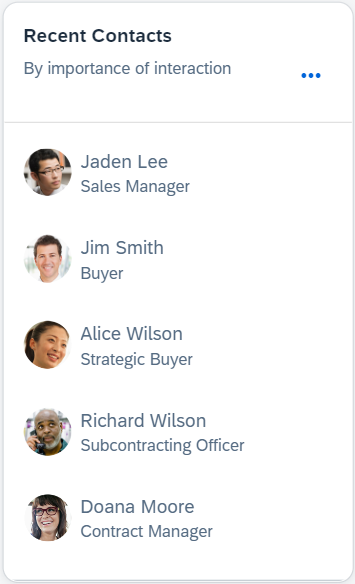 Recent Contacts
By importance of interaction
Jaden Lee
Sales Manager
Jim Smith
Buyer
Alice Wilson
Strategic Buyer
Richard Wilson
Subcontracting Officer
Doana Moore
Contract Manager